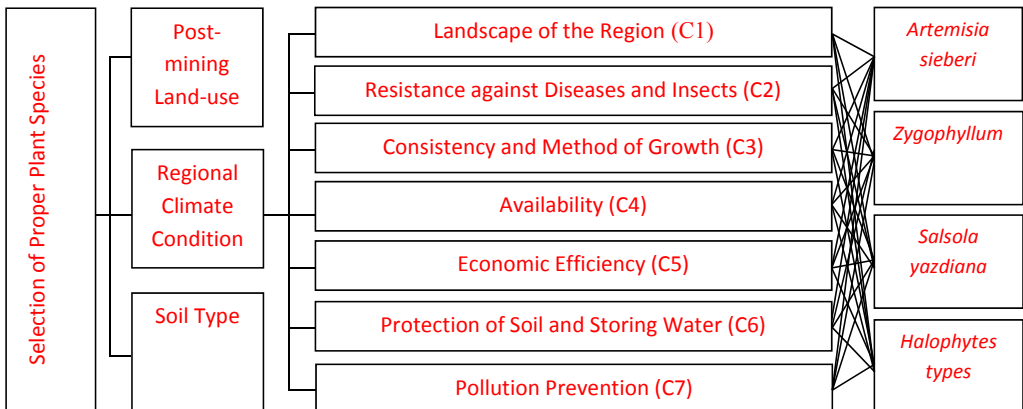 Selection of Proper Plant Species
Post-
mining
Land-use
Regional
Climate
Condition
Soil Type
Landscape of the Region (C1)
Resistance against Diseases and Insects (C2)
Consistency and Method of Growth (C3)
Availability (C4)
Economic Efficiency (C5)
Protection of Soil and Storing Water (C6)
Pollution Prevention (C7)
Artemisia
sieberi
Zygophyllum
Salsola
yazdiana
Halophytes
types